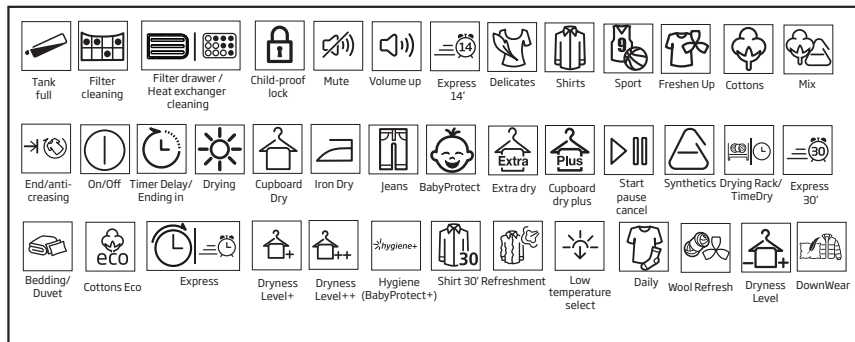 14
9
Tank full
Filter cleaning
Filter drawer / Heat exchanger cleaning
Child-proof lock
Mute
Volume up
Express 14'
Delicates
Shirts
Sport
Freshen Up
Cottons
Mix
Extra
Plus
30
End/anti-creasing
On/Off
Timer Delay/ Ending in
Drying
Cupboard Dry
Iron Dry
Jeans
BabyProtect
Extra dry
Cupboard dry plus
Start pause cancel
Synthetics
Drying Rack/ TimeDry
Express 30'
eco
+
++
hygiene+
30
- +
Bedding/ Duvet
Cottons Eco
Express
Dryness Level+
Dryness Level++
Hygiene (BabyProtect+)
Shirt 30'
Refreshment
Low temperature select
Daily
Wool Refresh
Dryness Level
DownWear